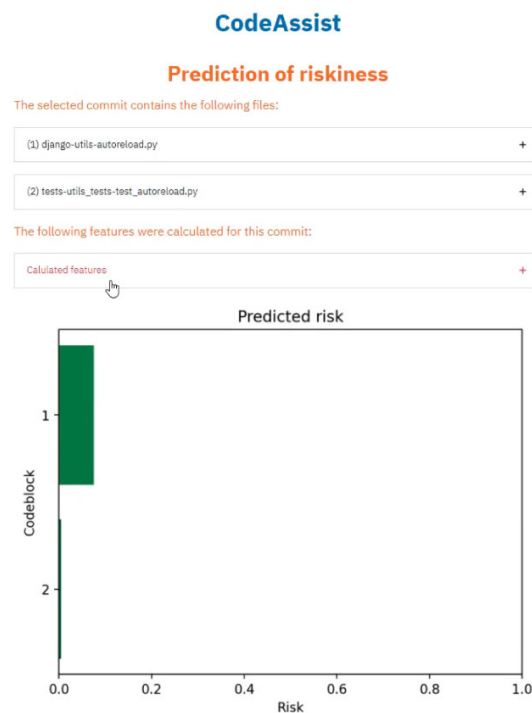 CodeAssist
Prediction of riskiness
The selected commit contains the following files:
(1) django-utils-autoreload.py +
(2) tests-utils_tests-test_autoreload.py +
The following features were calculated for this commit:
Calulated features +
Predicted risk
Codeblock
1
2
0.0 0.2 0.4 0.6 0.8 1.0
Risk